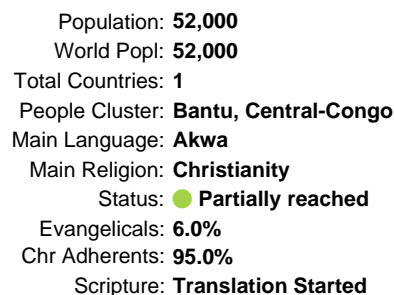 Population: 52,000
World Popl: 52,000
Total Countries: 1
People Cluster: Bantu, Central-Congo
Main Language: Akwa
Main Religion: Christianity
Status: Partially reached
Evangelicals: 6.0%
Chr Adherents: 95.0%
Scripture: Translation Started